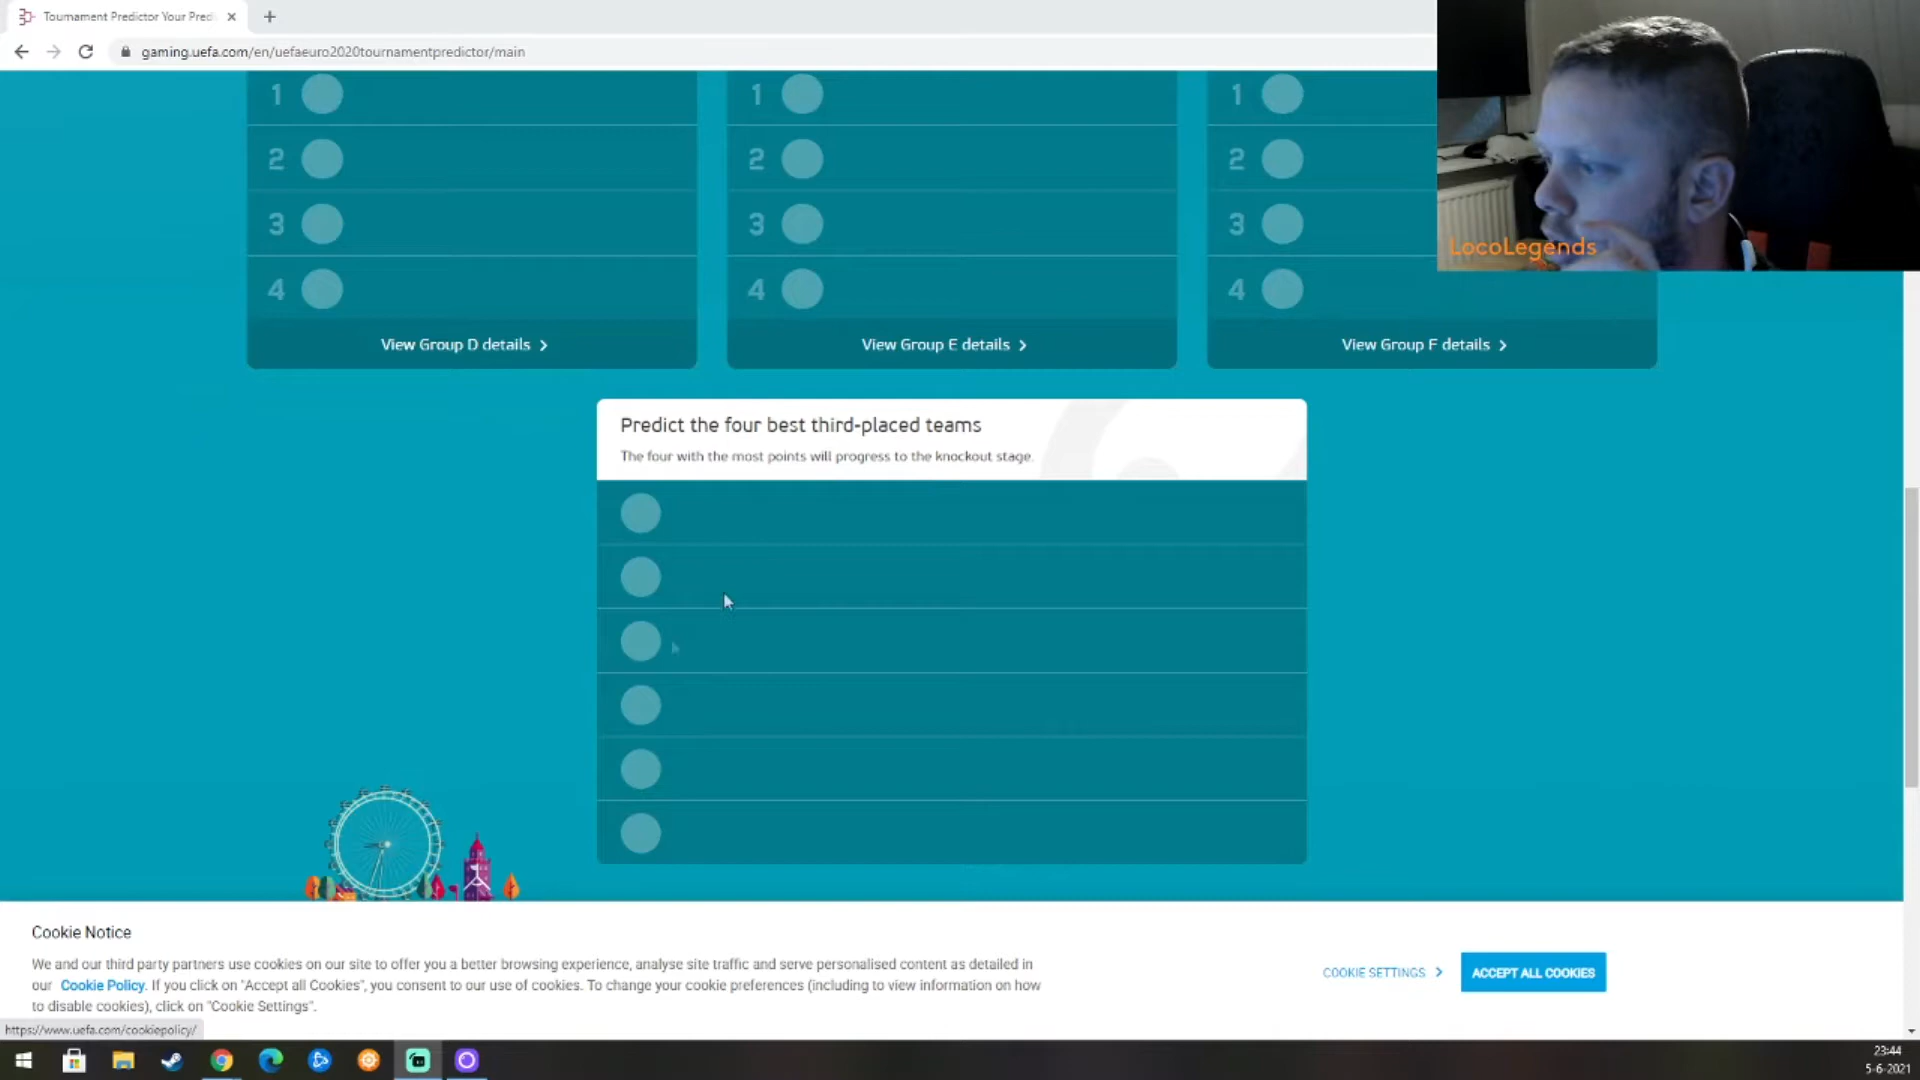 Tournament Predictor Your Pred
gaming.uefa.com/en/uefaeuro2020tournamentpredictor/main
LocoLegends
1
2
3
4
View Group D details
1
2
3
4
View Group E details
1
2
3
4
View Group F details
Predict the four best third-placed teams
The four with the most points will progress to the knockout stage.
Cookie Notice
We and our third party partners use cookies on our site to offer you a better browsing experience, analyse site traffic and serve personalised content as detailed in
our Cookie Policy. If you click on "Accept all Cookies", you consent to our use of cookies. To change your cookie preferences (including to view information on how
to disable cookies), click on "Cookie Settings".
COOKIE SETTINGS
ACCEPT ALL COOKIES
https://www.uefa.com/cookiepolicy/
23:44
5-6-2021